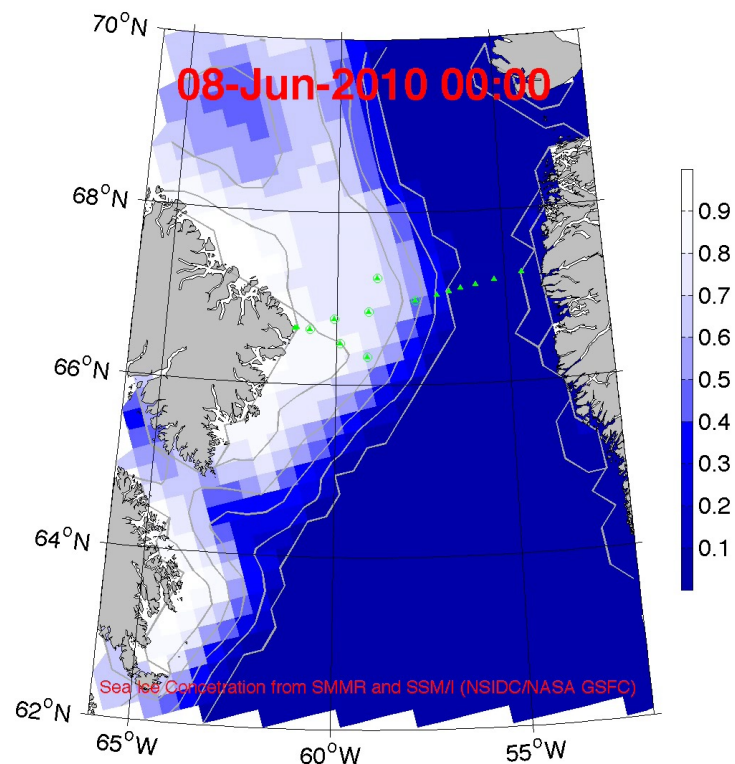 70°N
08-Jun-2010 00:00
68°N
0.9
0.8
0.7
66°N
0.6
0.5
0.4
0.3
64°N
0.2
0.1
Sea Ice Concetration from SMMR and SSM/I (NSIDC/NASA GSFC)
62°N
65°W
60°W
55°W